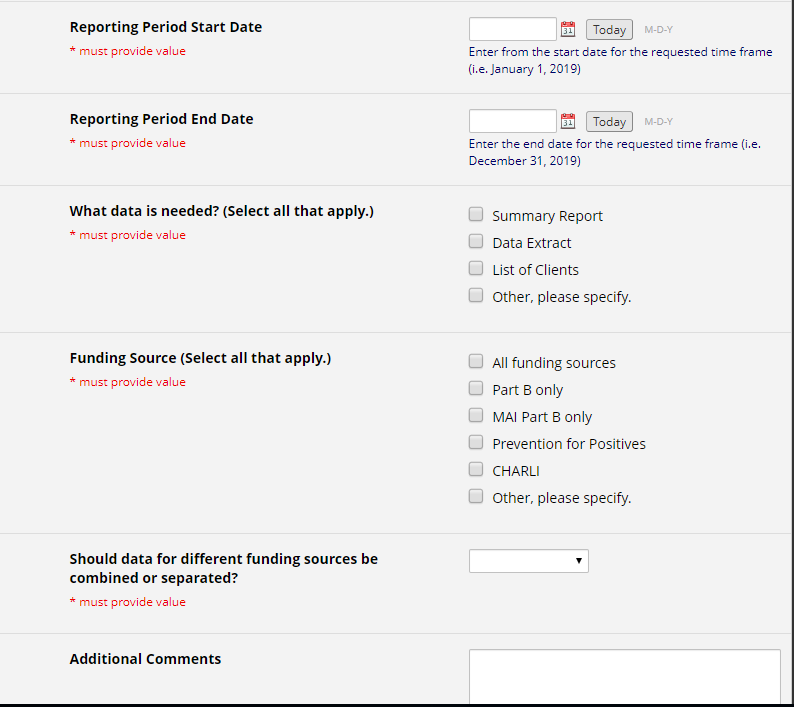 Reporting Period Start Date
* must provide value
31 Today M-D-Y
Enter from the start date for the requested time frame
(i.e. January 1, 2019)
Reporting Period End Date
* must provide value
31 Today M-D-Y
Enter the end date for the requested time frame (i.e.
December 31, 2019)
What data is needed? (Select all that apply.)
* must provide value
Summary Report
Data Extract
List of Clients
Other, please specify.
Funding Source (Select all that apply.)
* must provide value
All funding sources
Part B only
MAI Part B only
Prevention for Positives
CHARLI
Other, please specify.
Should data for different funding sources be
combined or separated?
* must provide value
Additional Comments